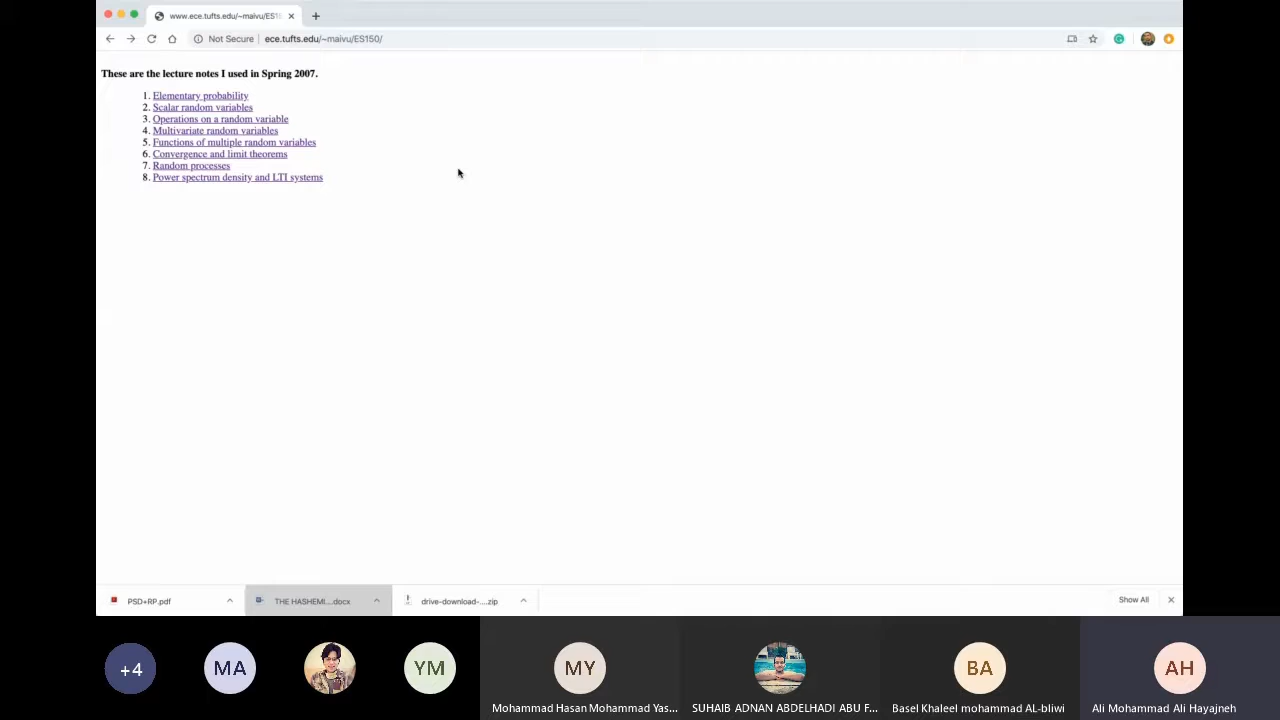 www.ece.tufts.edu/~maivu/ES15
Not Secure
ece.tufts.edu/~maivu/ES150/
These are the lecture notes I used in Spring 2007.
1. Elementary probability
2. Scalar random variables
3. Operations on a random variable
4. Multivariate random variables
5. Functions of multiple random variables
6. Convergence and limit theorems
7. Random processes
8. Power spectrum density and LTI systems
PSD+RP.pdf
THE HASHEMI....docx
drive-download-....zip
Show All
+4
MA
YM
MY
BA
AH
Mohammad Hasan Mohammad Yas...
SUHAIB ADNAN ABDELHADI ABU F...
Basel Khaleel mohammad AL-bliwi
Ali Mohammad Ali Hayajneh